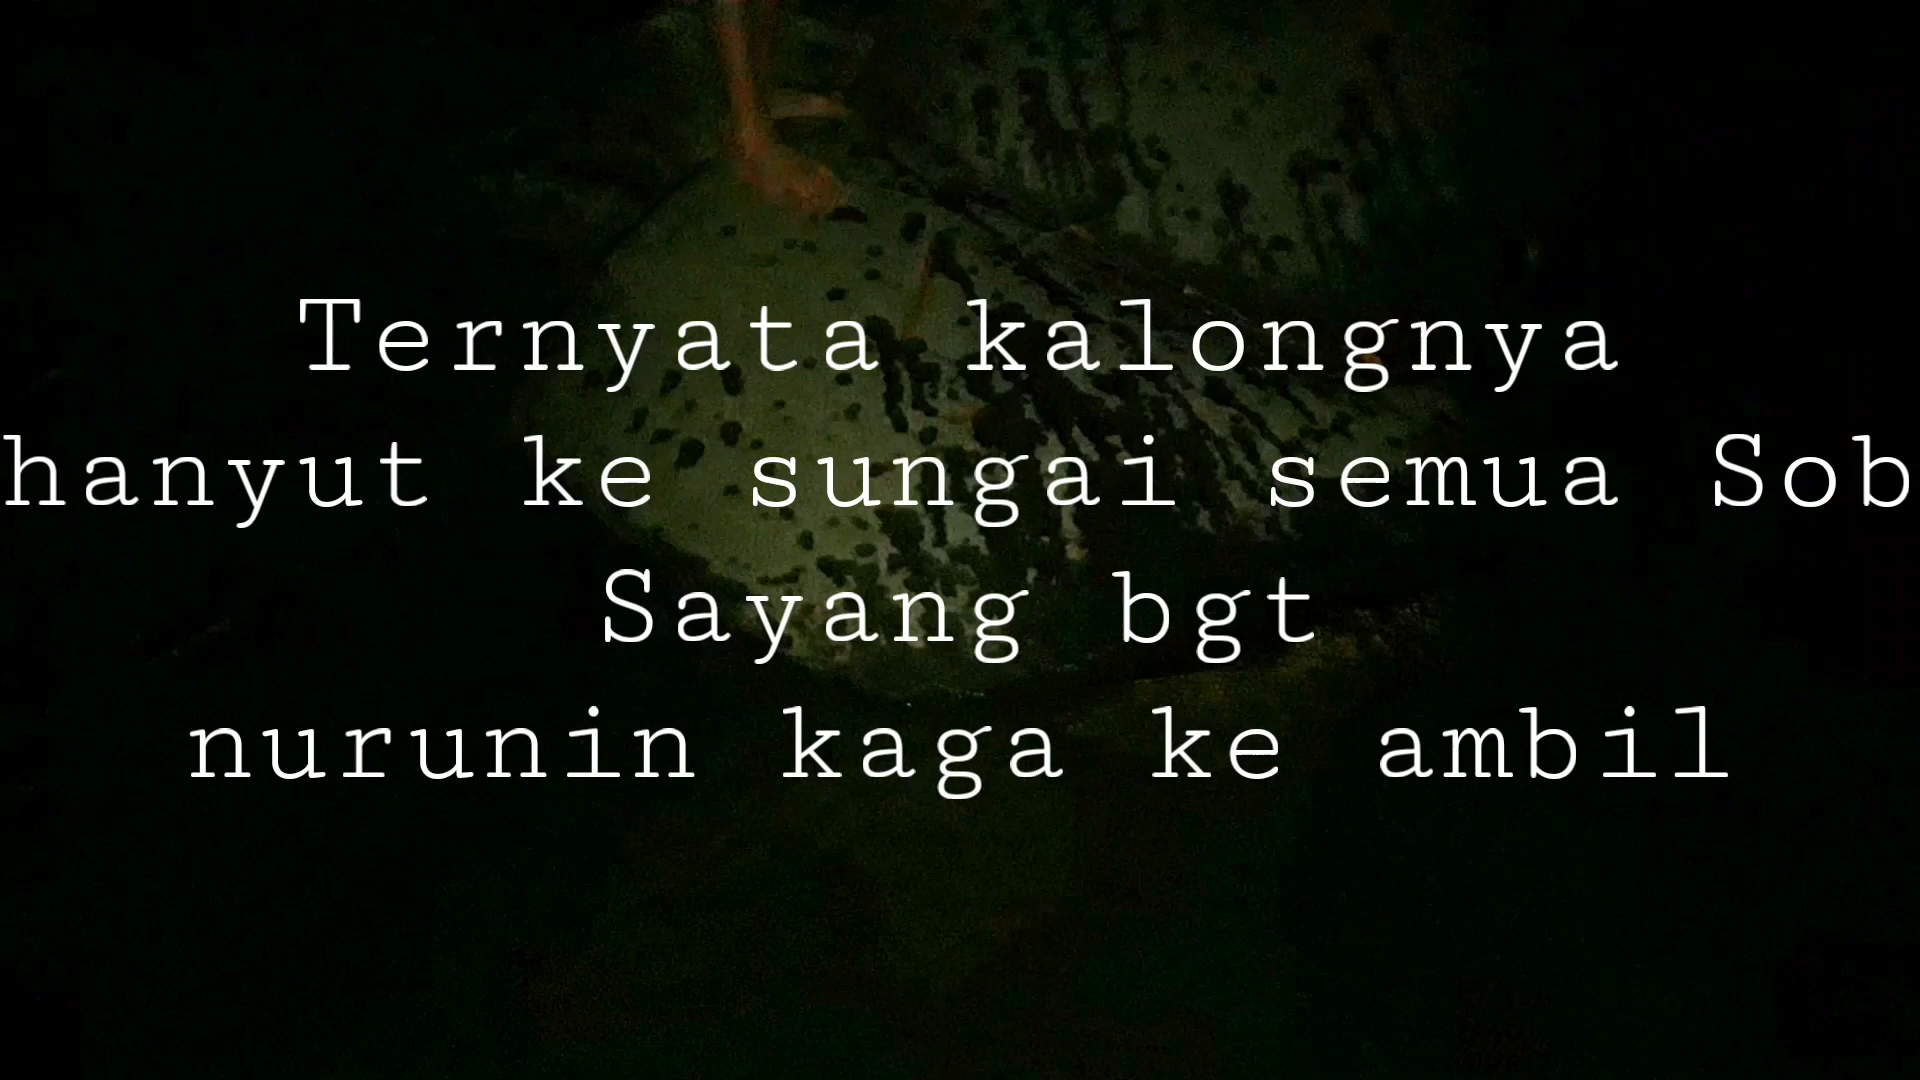 Ternyata kalongnya
hanyut ke sungai semua Sob
Sayang bgt
nurunin kaga ke ambil